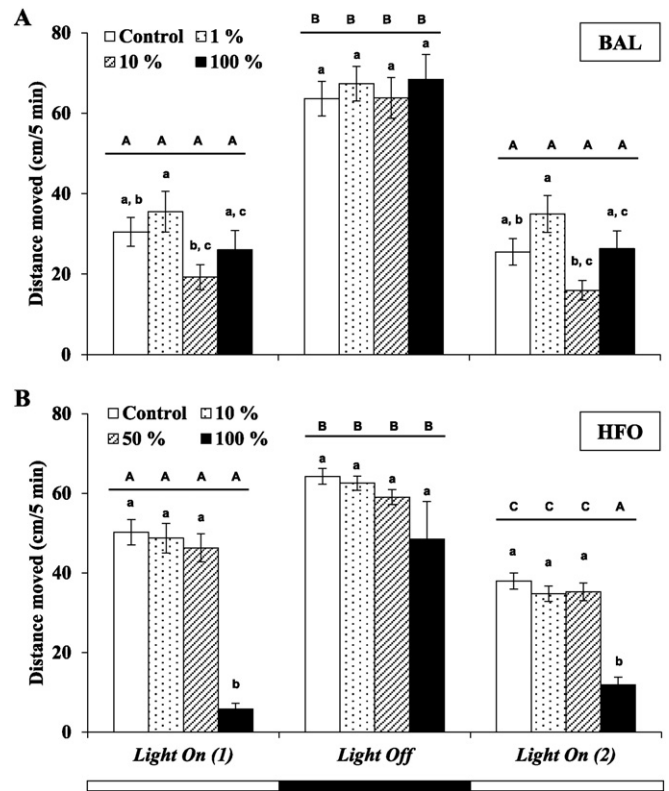 A
Control 1 %
10 % 100 %
BAL
Distance moved (cm/5 min)
80
60
40
20
0
A A A A
a, b a b, c a, c
B B B B
a a a a
A A A A
a, b a b, c a, c
B
Control 10 %
50 % 100 %
HFO
Distance moved (cm/5 min)
80
60
40
20
0
A A A A
a a a b
B B B B
a a a a
C C C A
a a a b
Light On (1) Light Off Light On (2)